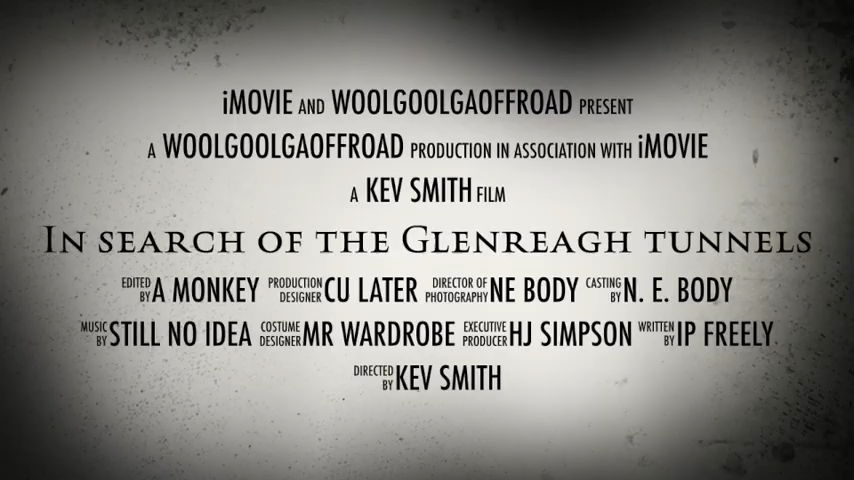 iMOVIE AND WOOLGOOLGAOFFROAD PRESENT
A WOOLGOOLGAOFFROAD PRODUCTION IN ASSOCIATION WITH iMOVIE
A KEV SMITH FILM
IN SEARCH OF THE GLENREAGH TUNNELS
EDITED BY A MONKEY PRODUCTION DESIGNER CU LATER DIRECTOR OF PHOTOGRAPHY NE BODY CASTING BY N. E. BODY
MUSIC BY STILL NO IDEA COSTUME DESIGNER MR WARDROBE EXECUTIVE PRODUCER HJ SIMPSON WRITTEN BY IP FREELY
DIRECTED BY KEV SMITH